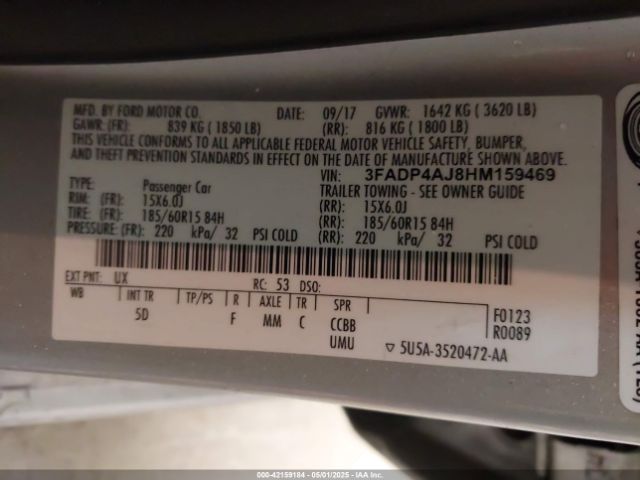 MFD. BY FORD MOTOR CO. DATE: 09/17 GVWR: 1642 KG ( 3620 LB)
GAWR: (FR): 839 KG ( 1850 LB) (RR): 816 KG ( 1800 LB)
THIS VEHICLE CONFORMS TO ALL APPLICABLE FEDERAL MOTOR VEHICLE SAFETY, BUMPER,
AND THEFT PREVENTION STANDARDS IN EFFECT ON THE DATE OF MANUFACTURE SHOWN ABOVE.
VIN: 3FADP4AJ8HM159469
TYPE: Passenger Car TRAILER TOWING - SEE OWNER GUIDE
RIM: (FR): 15X6.0J (RR): 15X6.0J
TIRE: (FR): 185/60R15 84H (RR): 185/60R15 84H
PRESSURE: (FR): 220 kPa/ 32 PSI COLD (RR): 220 kPa/ 32 PSI COLD
EXT PNT: UX RC: 53 DSO:
WB INT TR TP/PS R AXLE TR SPR
5D F MM C CCBB
UMU
F0123
R0089
▽ 5U5A-3520472-AA
000-42159184 - 05/01/2025 - IAA Inc.